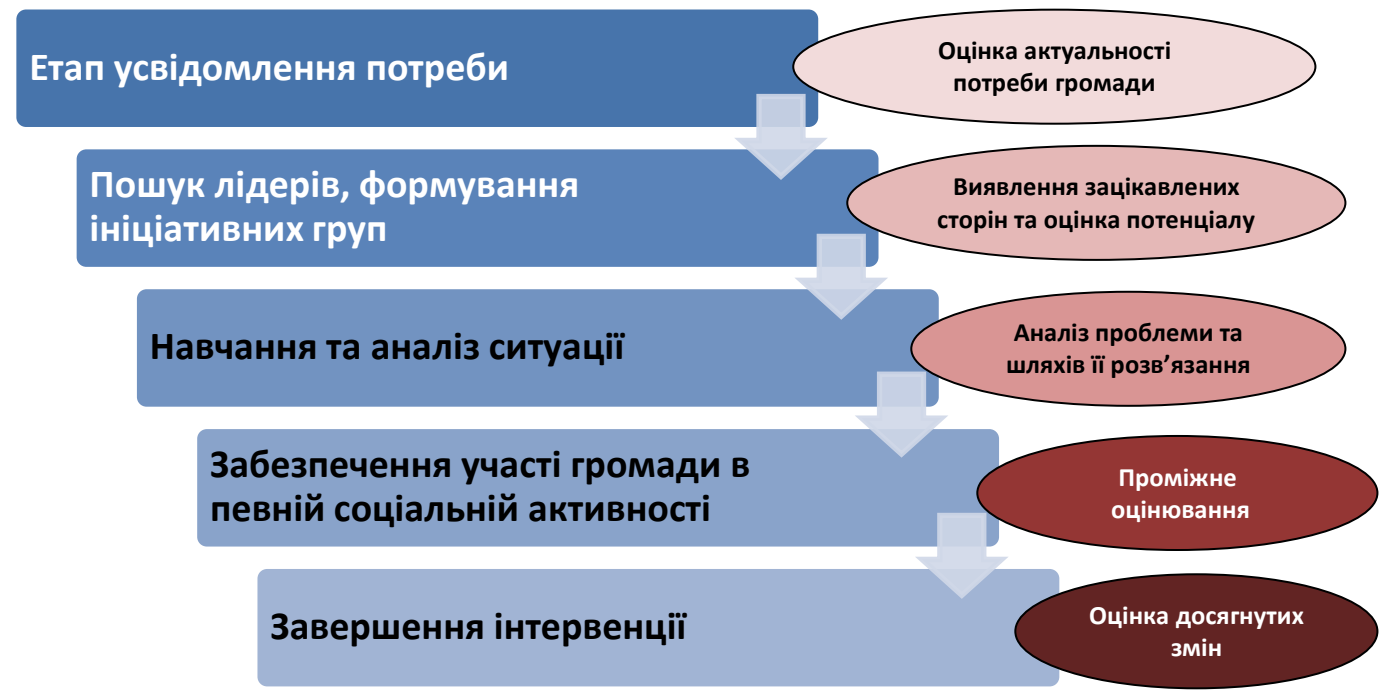 Етап усвідомлення потреби
Оцінка актуальності
потреби громади
Пошук лідерів, формування
ініціативних груп
Виявлення зацікавлених
сторін та оцінка потенціалу
Навчання та аналіз ситуації
Аналіз проблеми та
шляхів її розв’язання
Забезпечення участі громади в
певній соціальній активності
Проміжне
оцінювання
Завершення інтервенції
Оцінка досягнутих
змін